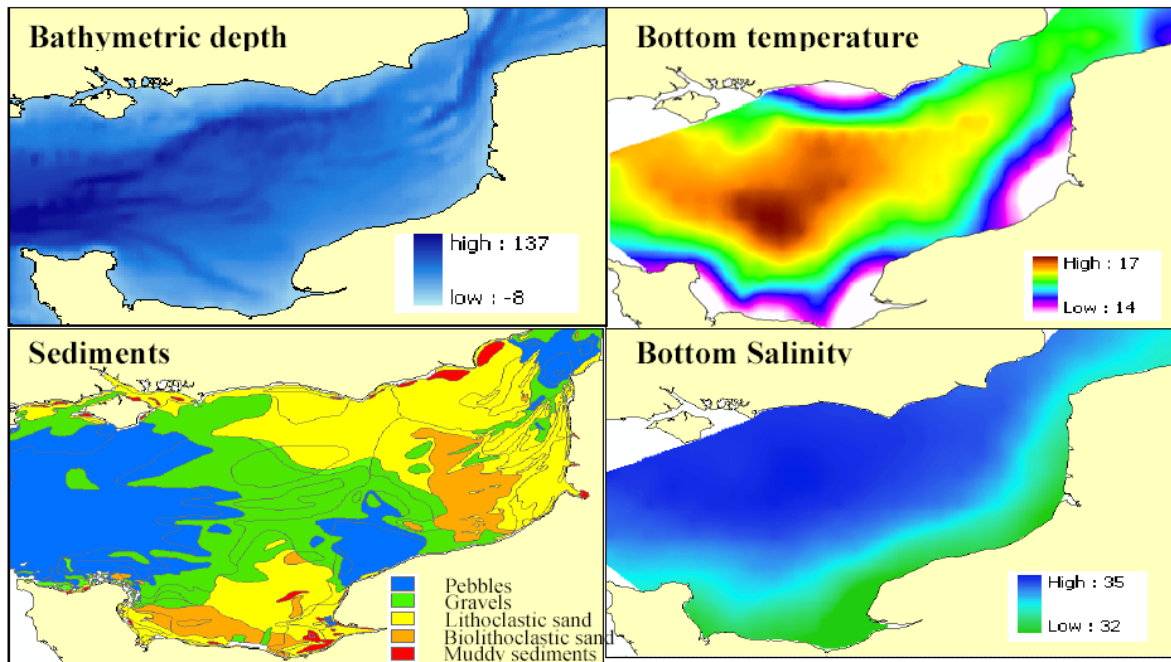 Bathymetric depth
high : 137
low : -8
Bottom temperature
High : 17
Low : 14
Sediments
Pebbles
Gravels
Lithoclastic sand
Biolithoclastic sand
Muddy sediments
Bottom Salinity
High : 35
Low : 32